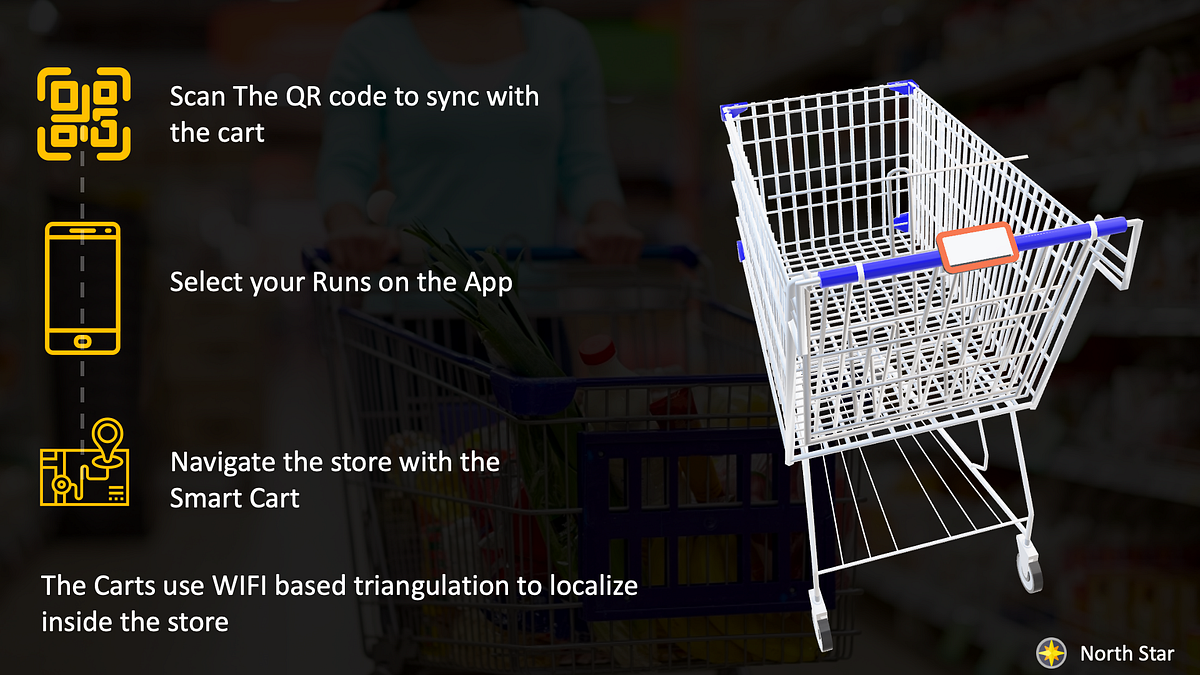 Scan The QR code to sync with
the cart
Select your Runs on the App
Navigate the store with the
Smart Cart
The Carts use WIFI based triangulation to localize
inside the store
North Star